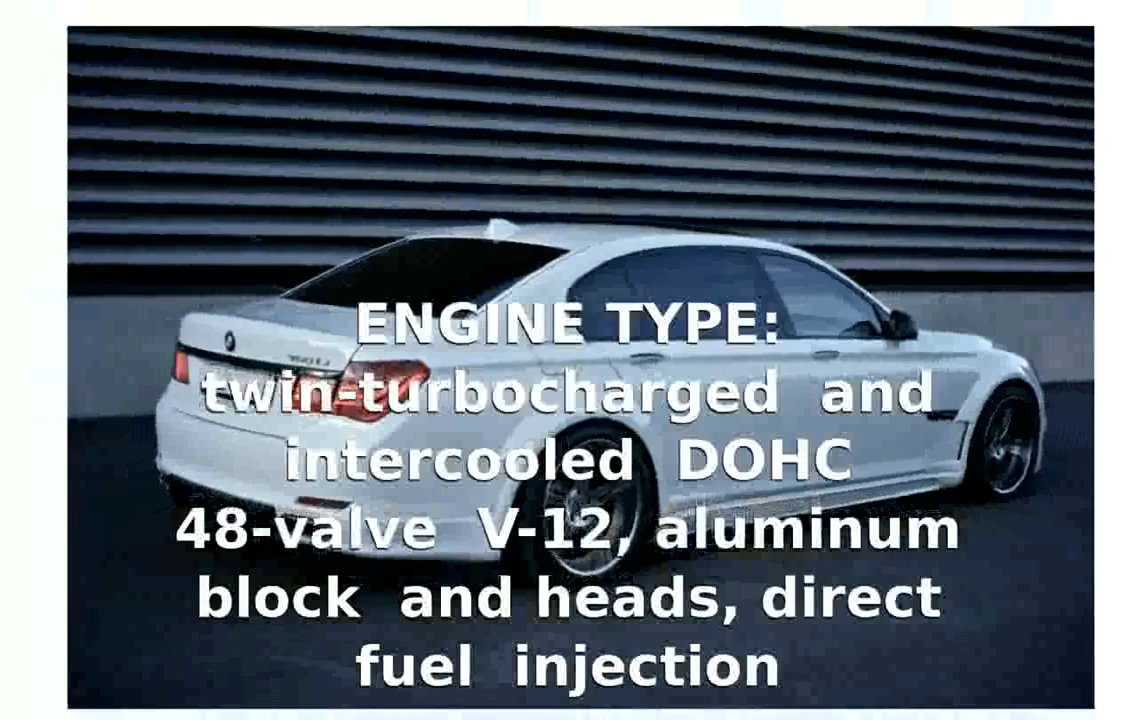 ENGINE TYPE:
twin-turbocharged and
intercooled DOHC
48-valve V-12, aluminum
block and heads, direct
fuel injection